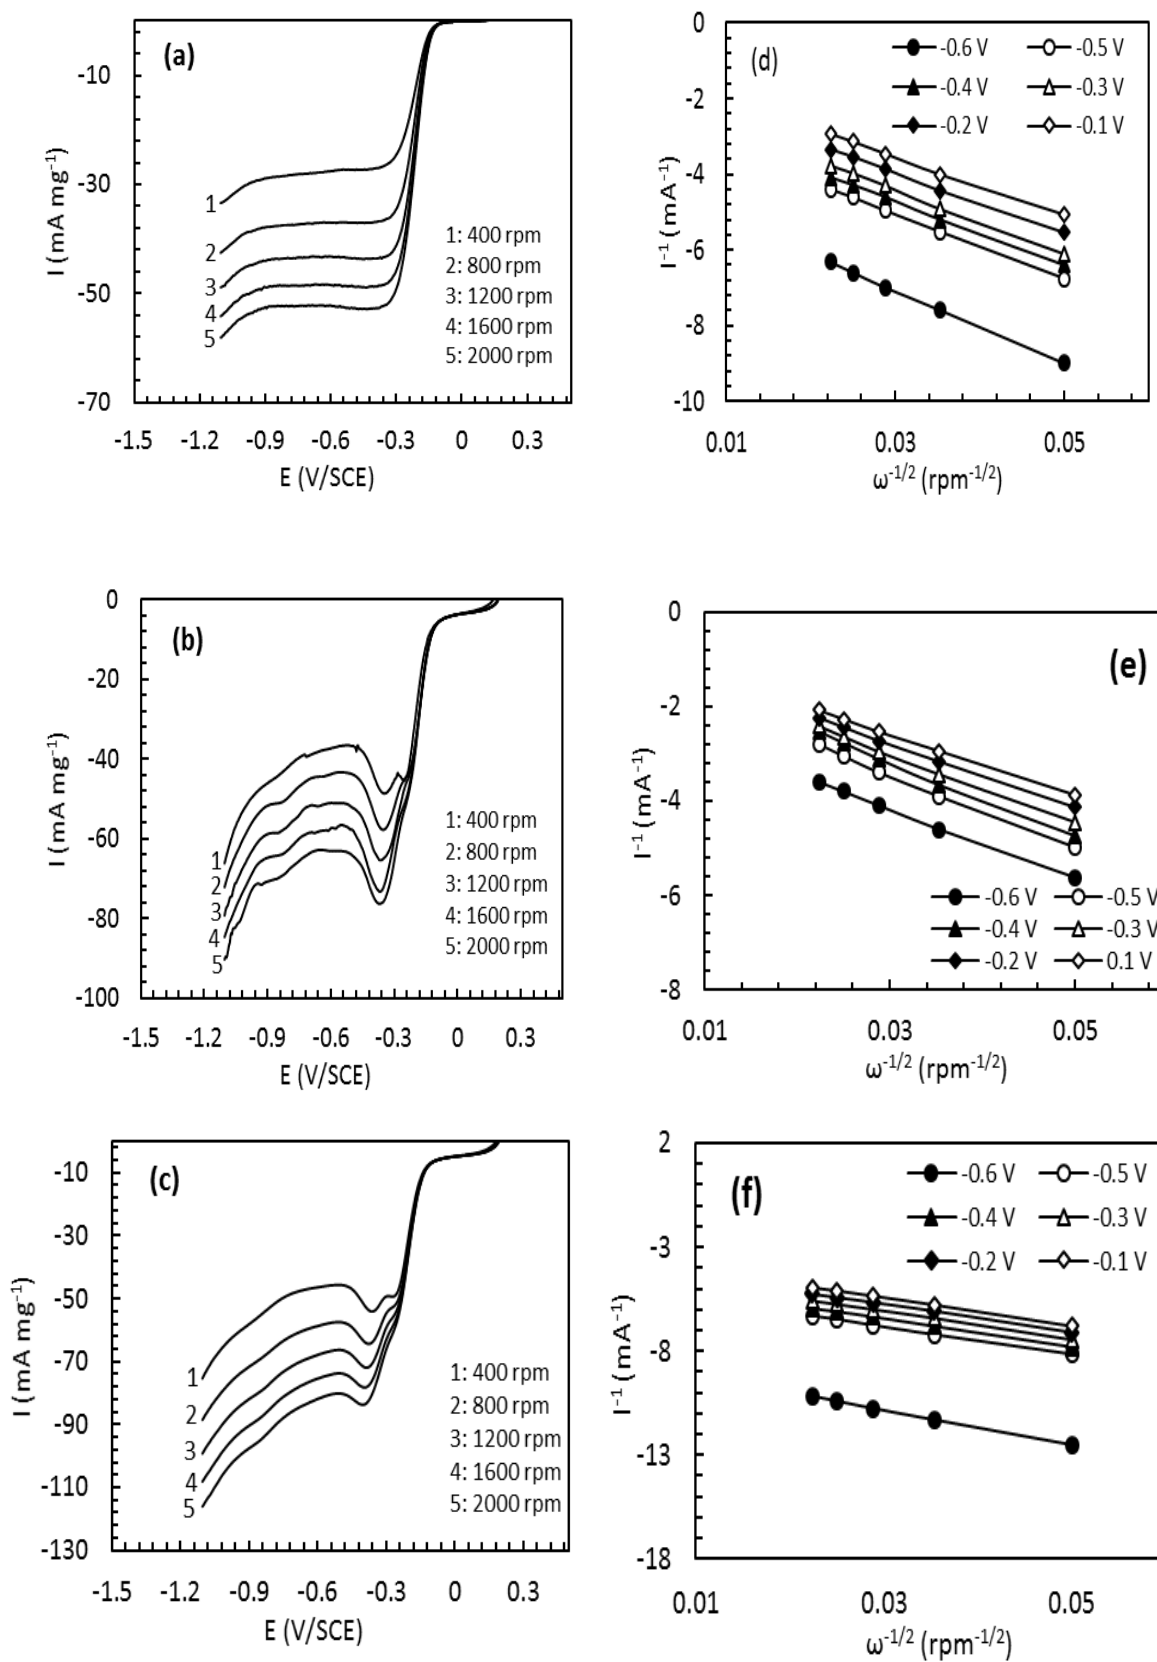 (a)
-10
-30
-50
-70
-1.5 -1.2 -0.9 -0.6 -0.3 0 0.3
E (V/SCE)
I (mA mg⁻¹)
1
2
3
4
5
1: 400 rpm
2: 800 rpm
3: 1200 rpm
4: 1600 rpm
5: 2000 rpm
(d)
-0.6 V -0.5 V
-0.4 V -0.3 V
-0.2 V -0.1 V
0
-2
-4
-6
-8
-10
0.01 0.03 0.05
ω⁻¹/² (rpm⁻¹/²)
I⁻¹ (mA⁻¹)
(b)
0
-20
-40
-60
-80
-100
-1.5 -1.2 -0.9 -0.6 -0.3 0 0.3
E (V/SCE)
I (mA mg⁻¹)
1
2
3
4
5
1: 400 rpm
2: 800 rpm
3: 1200 rpm
4: 1600 rpm
5: 2000 rpm
(e)
0
-2
-4
-6
-8
-0.6 V -0.5 V
-0.4 V -0.3 V
-0.2 V 0.1 V
0.01 0.03 0.05
ω⁻¹/² (rpm⁻¹/²)
I⁻¹ (mA⁻¹)
(c)
-10
-30
-50
-70
-90
-110
-130
-1.5 -1.2 -0.9 -0.6 -0.3 0 0.3
E (V/SCE)
I (mA mg⁻¹)
1
2
3
4
5
1: 400 rpm
2: 800 rpm
3: 1200 rpm
4: 1600 rpm
5: 2000 rpm
(f)
-0.6 V -0.5 V
-0.4 V -0.3 V
-0.2 V -0.1 V
2
-3
-8
-13
-18
0.01 0.03 0.05
ω⁻¹/² (rpm⁻¹/²)
I⁻¹ (mA⁻¹)